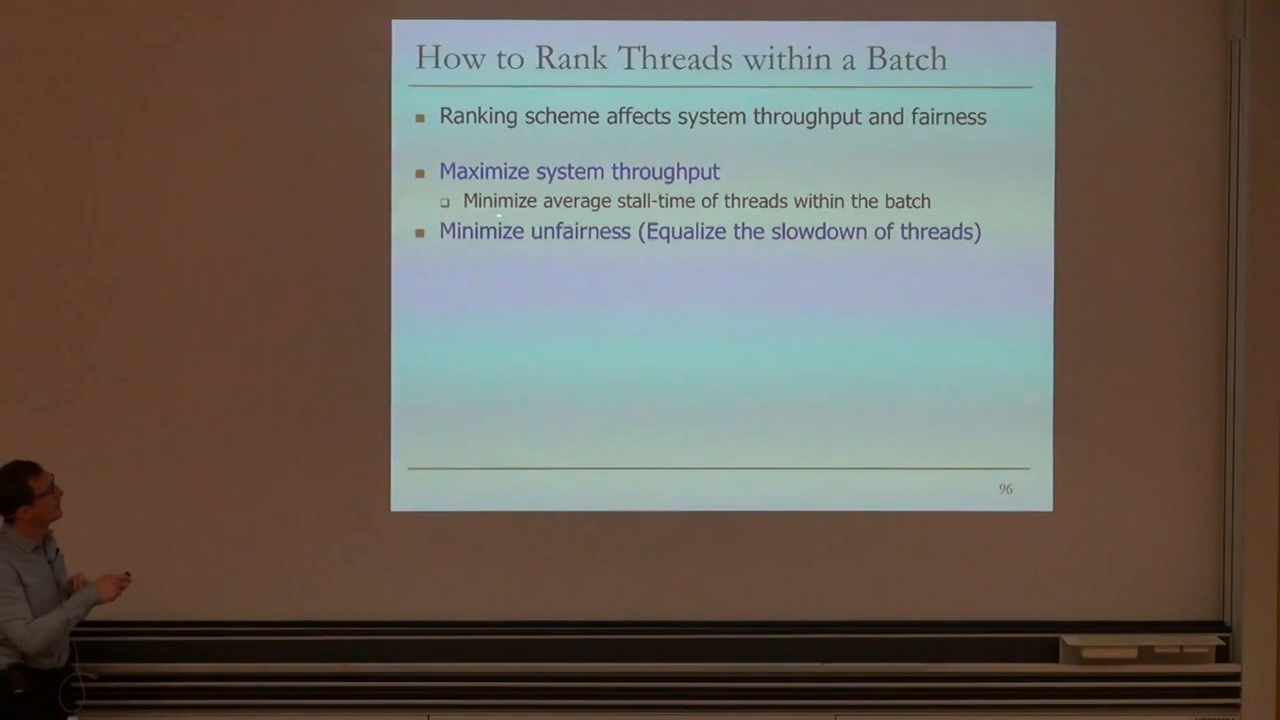 How to Rank Threads within a Batch
Ranking scheme affects system throughput and fairness
Maximize system throughput
Minimize average stall-time of threads within the batch
Minimize unfairness (Equalize the slowdown of threads)
96